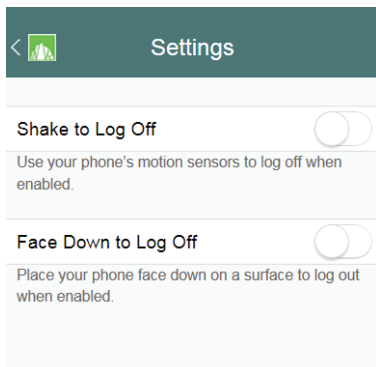 Settings
Shake to Log Off
Use your phone's motion sensors to log off when
enabled.
Face Down to Log Off
Place your phone face down on a surface to log out
when enabled.